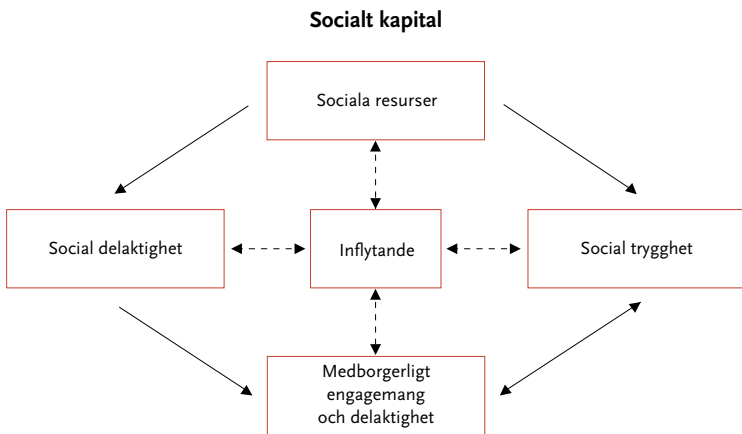 Socialt kapital
Sociala resurser
Social delaktighet
Inflytande
Social trygghet
Medborgerligt
engagemang
och delaktighet